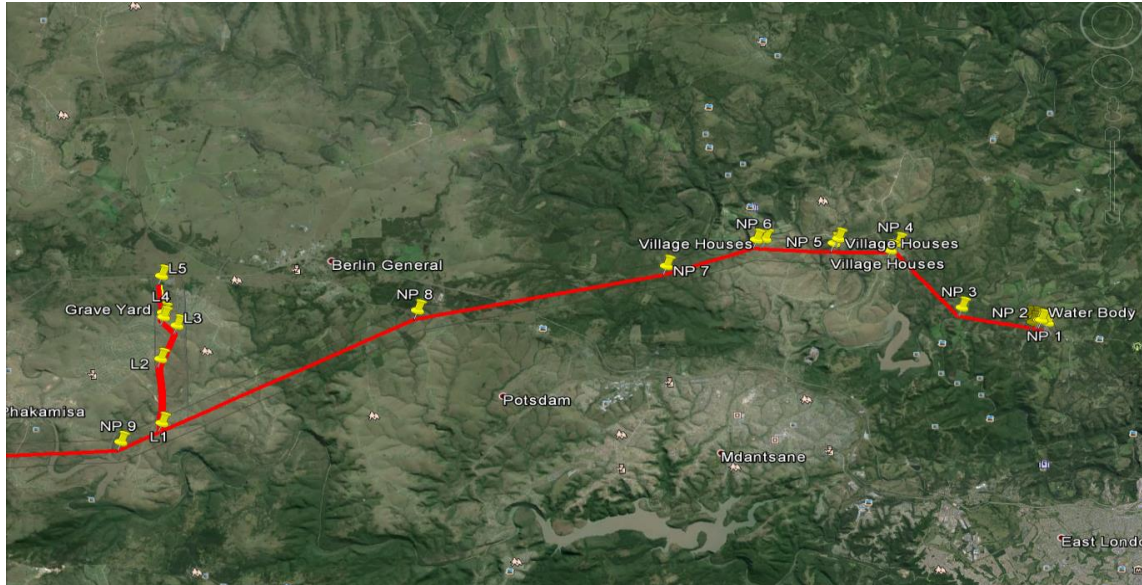 NP 6
NP 4
Village Houses
NP 5
Village Houses
Village Houses
Berlin General
NP 7
L5
L4
NP 8
NP 3
Grave Yard
L3
NP 2
Water Body
NP 1
L2
Potsdam
Phakamisa
NP 9
L1
Mdantsane
East Londo